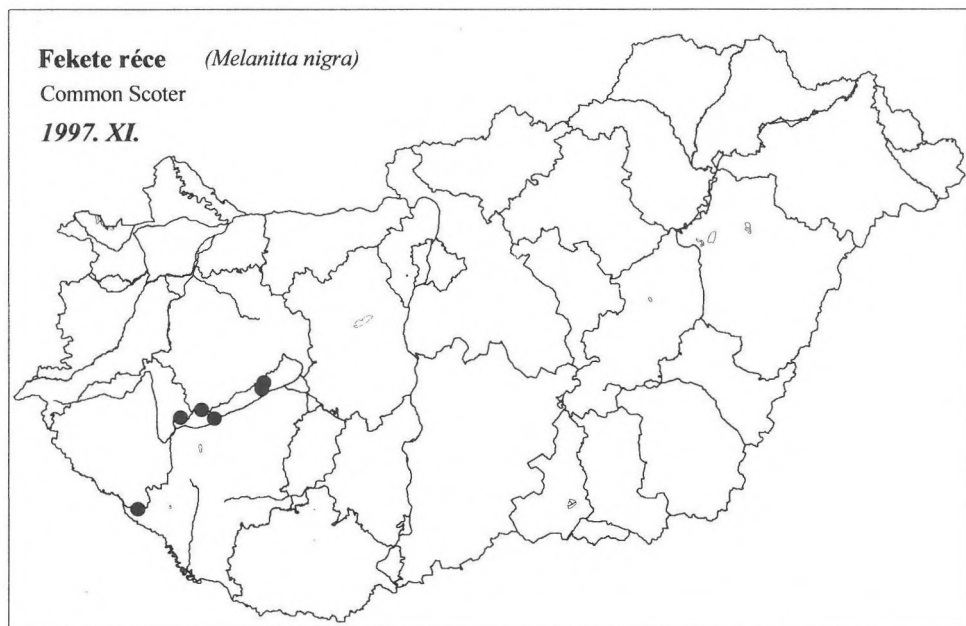 Fekete réce (Melanitta nigra)
Common Scoter
1997. XI.